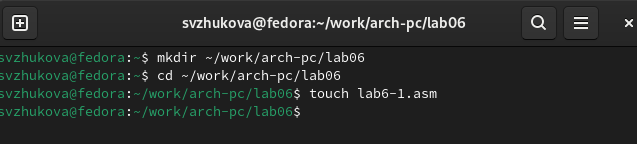 svzhukova@fedora:~/work/arch-pc/lab06
svzhukova@fedora:~$ mkdir ~/work/arch-pc/lab06
svzhukova@fedora:~$ cd ~/work/arch-pc/lab06
svzhukova@fedora:~/work/arch-pc/lab06$ touch lab6-1.asm
svzhukova@fedora:~/work/arch-pc/lab06$